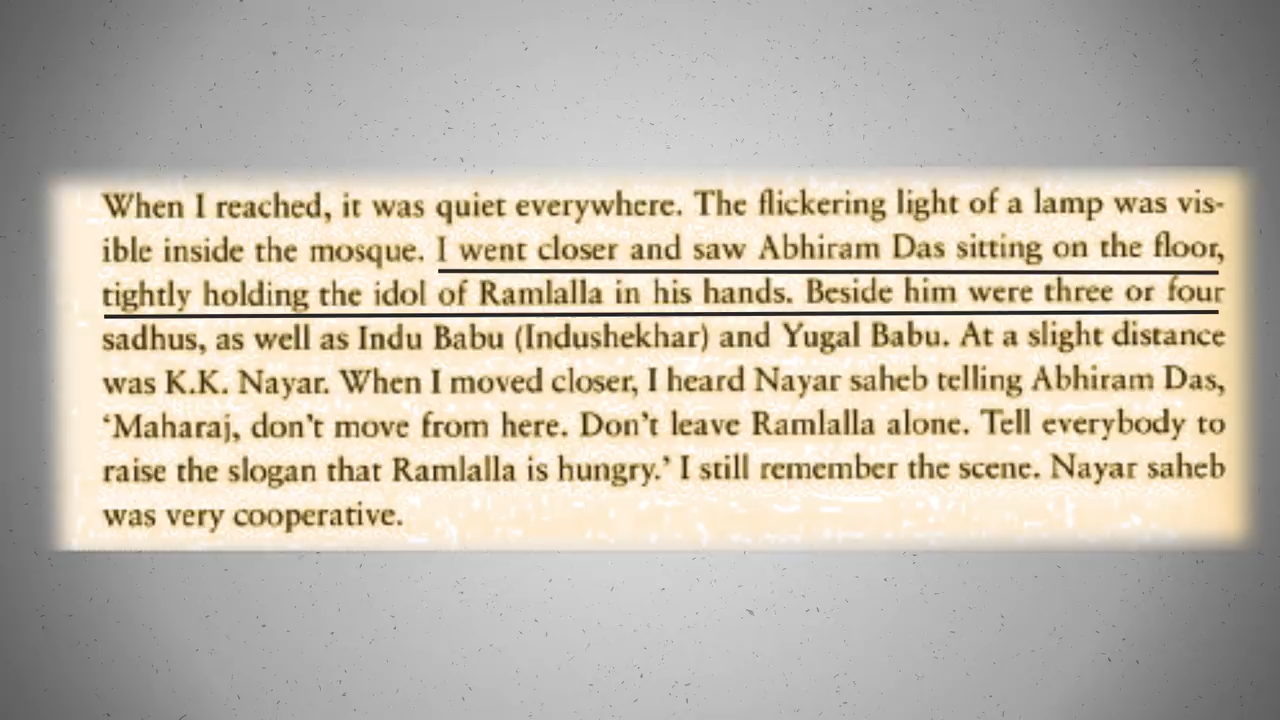 When I reached, it was quiet everywhere. The flickering light of a lamp was vis-
ible inside the mosque. I went closer and saw Abhiram Das sitting on the floor,
tightly holding the idol of Ramlalla in his hands. Beside him were three or four
sadhus, as well as Indu Babu (Indushekhar) and Yugal Babu. At a slight distance
was K.K. Nayar. When I moved closer, I heard Nayar saheb telling Abhiram Das,
‘Maharaj, don’t move from here. Don’t leave Ramlalla alone. Tell everybody to
raise the slogan that Ramlalla is hungry.’ I still remember the scene. Nayar saheb
was very cooperative.